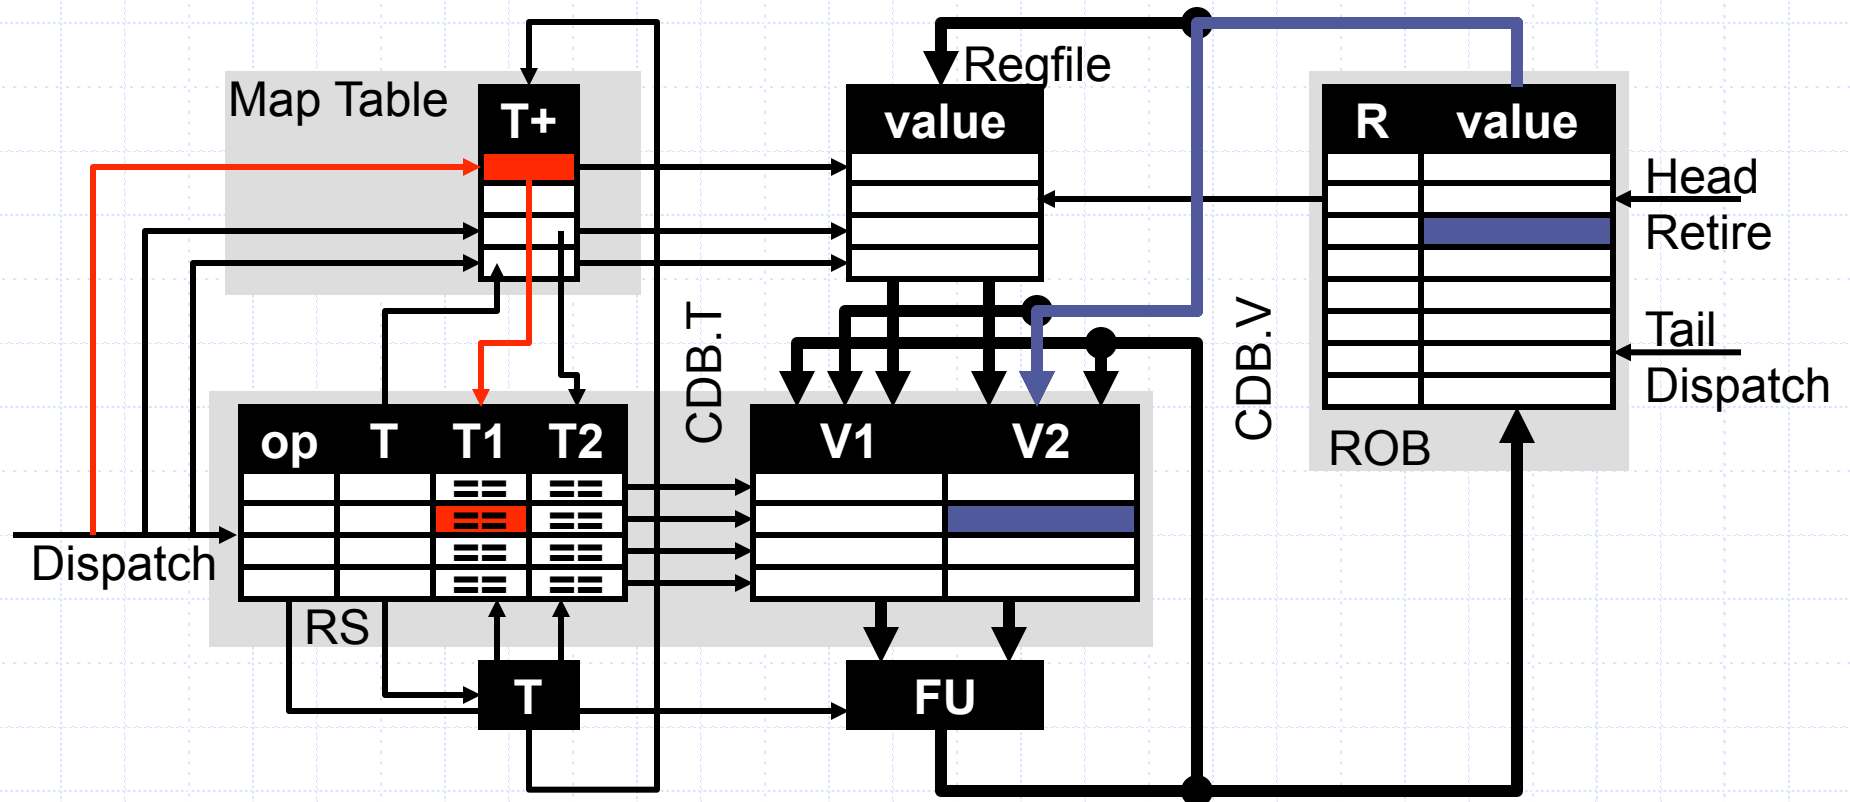 Regfile
Map Table
T+
value
R value
Head
Retire
CDB.T
CDB.V
Tail
Dispatch
op T T1 T2
V1 V2
ROB
== ==
== ==
== ==
== ==
Dispatch
RS
T
FU